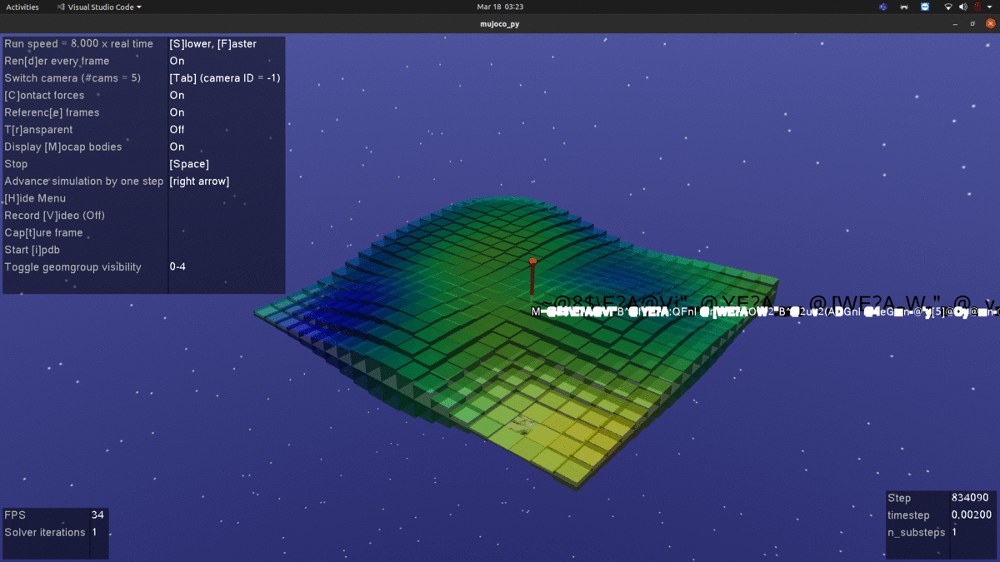 Activities
Visual Studio Code
Mar 18 03:23
mujoco_py
Run speed = 8.000 x real time [S]lower, [F]aster
Ren[d]er every frame On
Switch camera (#cams = 5) [Tab] (camera ID = -1)
[C]ontact forces On
Referenc[e] frames On
T[r]ansparent Off
Display [M]ocap bodies On
Stop [Space]
Advance simulation by one step [right arrow]
[H]ide Menu
Record [V]ideo (Off)
Cap[t]ure frame
Start [i]pdb
Toggle geomgroup visibility 0-4
FPS 34
Solver iterations 1
Step 834090
timestep 0.00200
n_substeps 1